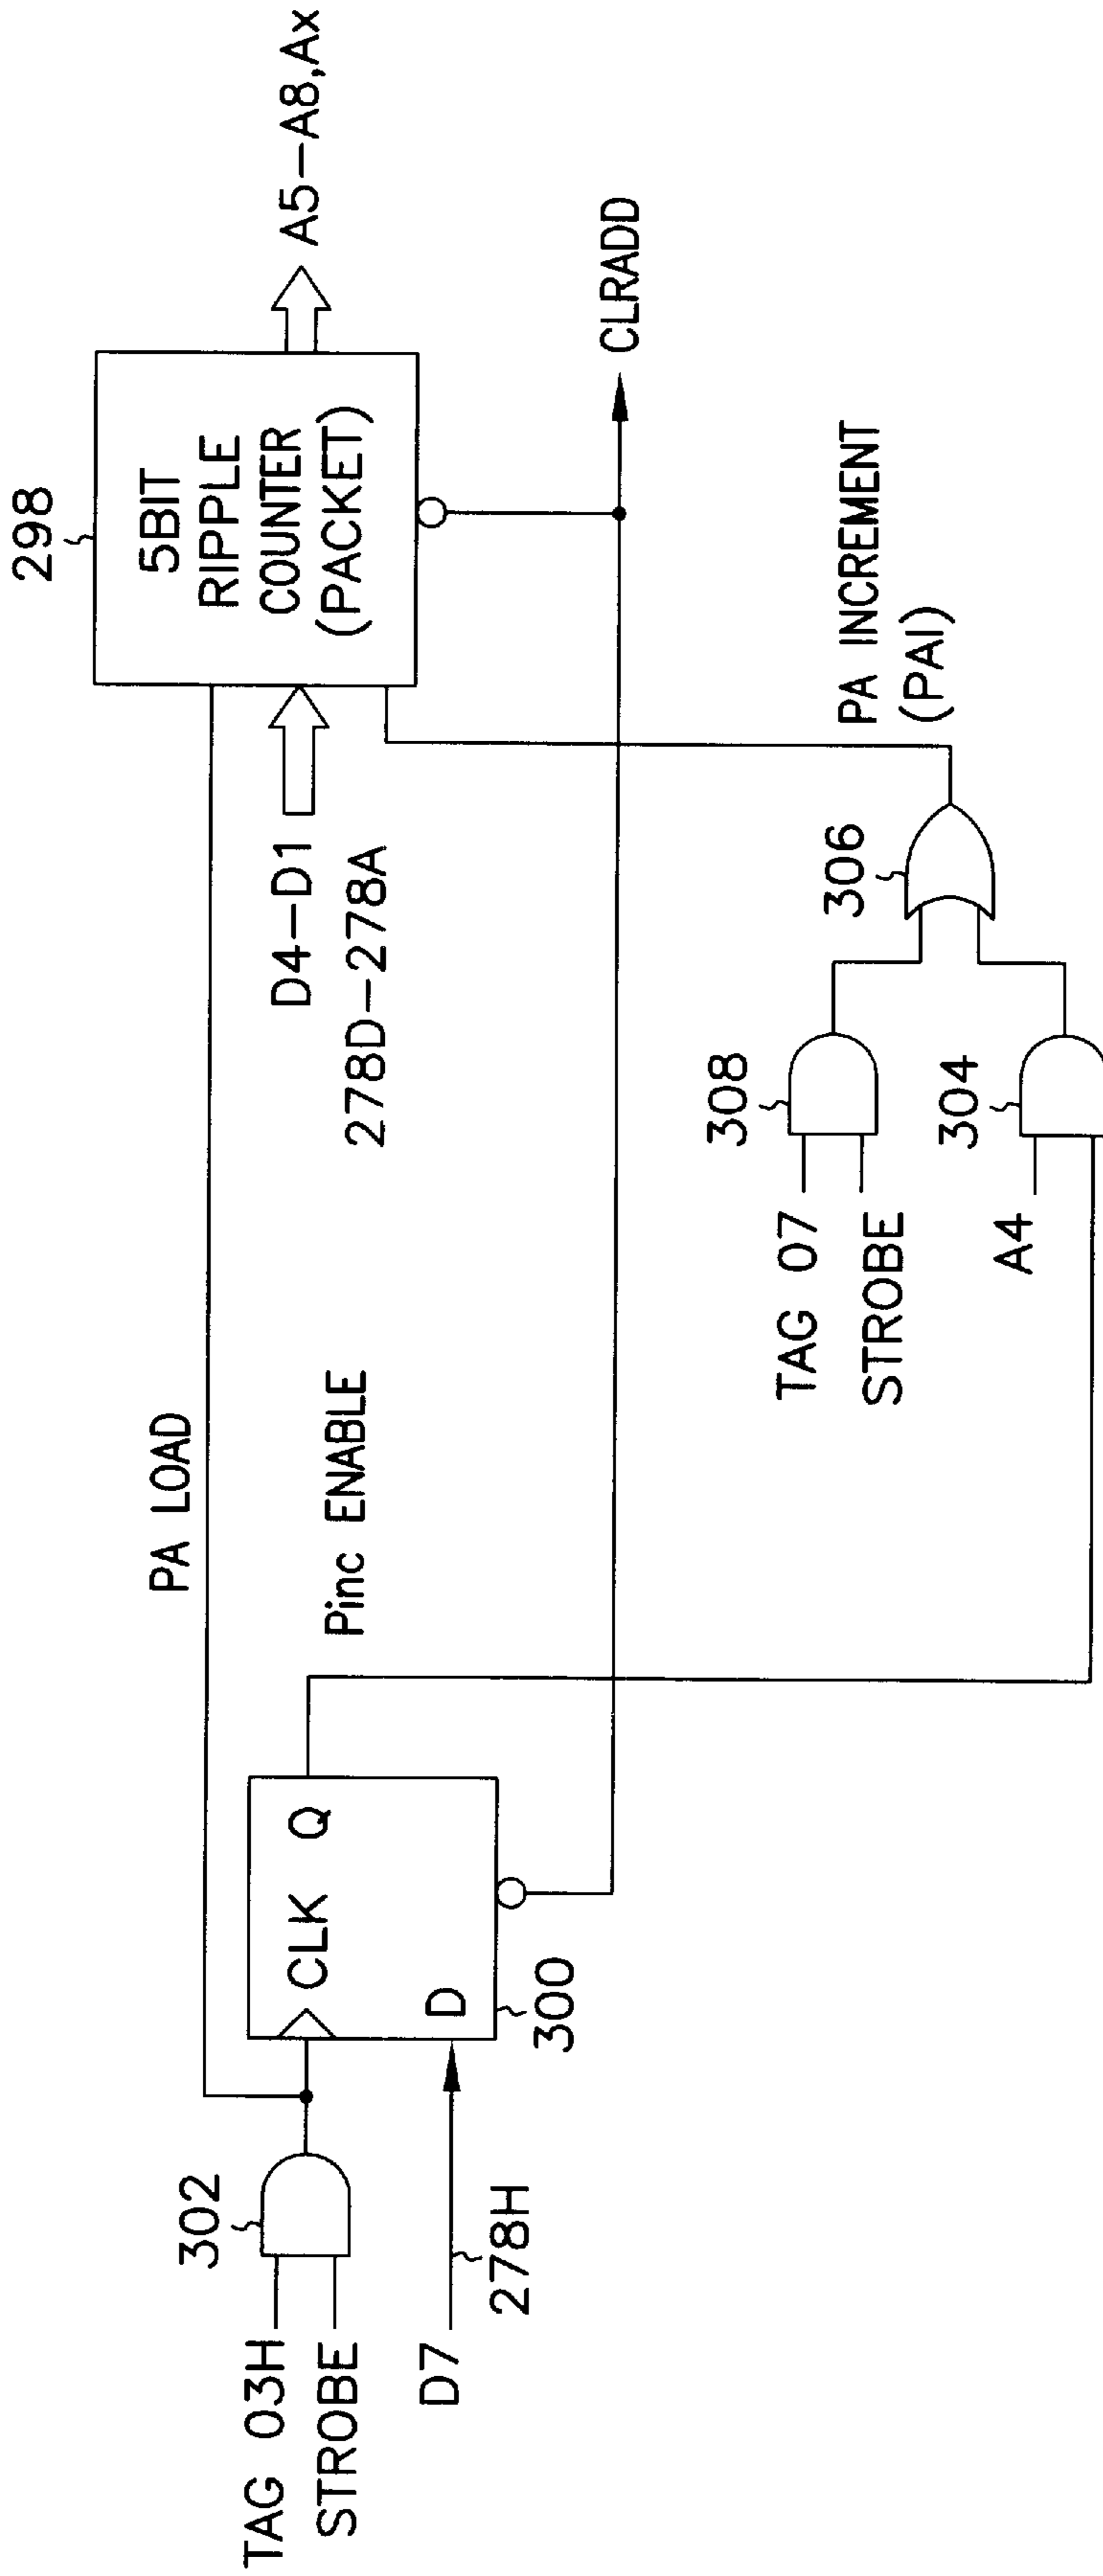 298
5BIT
RIPPLE
COUNTER
(PACKET)
A5-A8,Ax
PA LOAD
D4-D1
278D-278A
Pinc ENABLE
302
TAG 03H
STROBE
CLK Q
D
300
D7
278H
CLRADD
PA INCREMENT
(PAI)
306
308
TAG 07
STROBE
304
A4